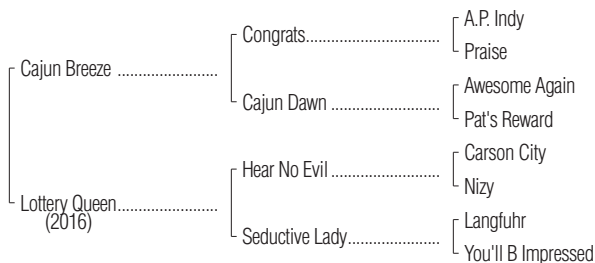 A.P. Indy
Congrats................................
Praise
Cajun Breeze ........................
Awesome Again
Cajun Dawn ..........................
Pat's Reward
Carson City
Hear No Evil ..........................
Nizy
Lottery Queen........................
(2016)
Langfuhr
Seductive Lady......................
You'll B Impressed